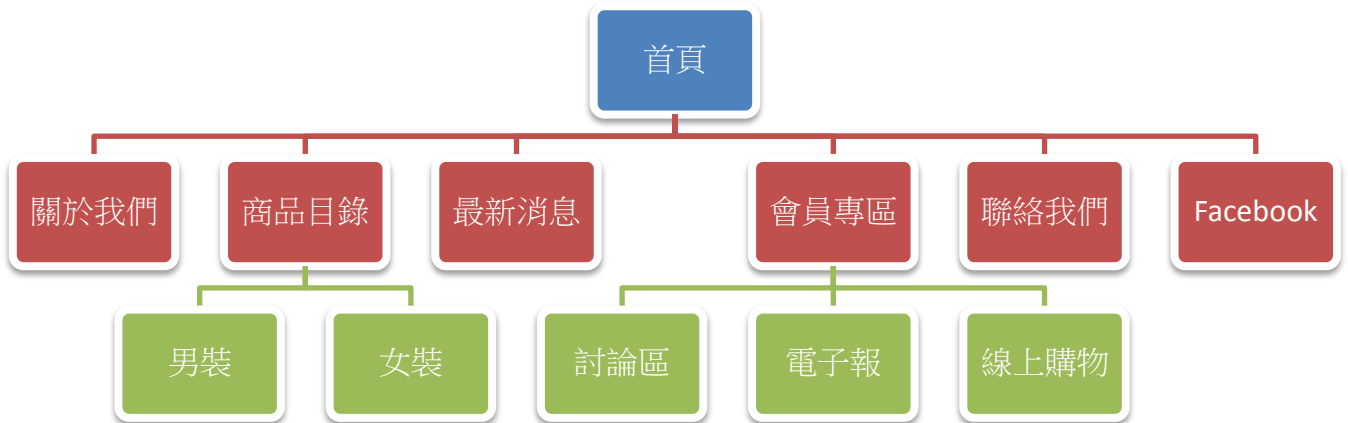 首頁
關於我們
商品目錄
最新消息
會員專區
聯絡我們
Facebook
男裝
女裝
討論區
電子報
線上購物